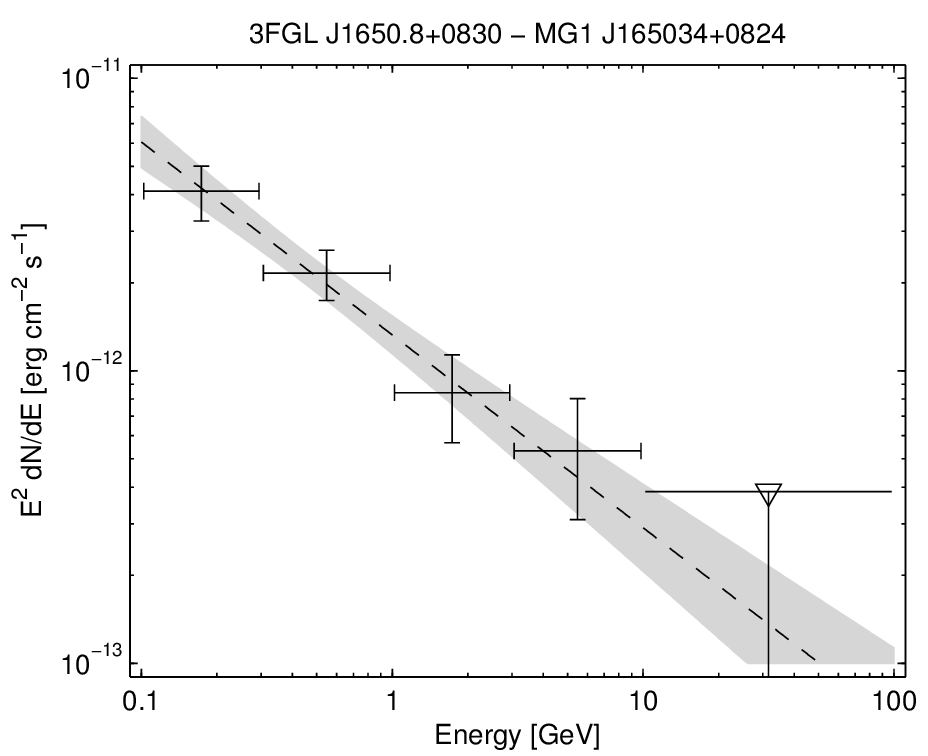 3FGL J1650.8+0830 − MG1 J165034+0824
10⁻¹¹
10⁻¹²
10⁻¹³
E² dN/dE [erg cm⁻² s⁻¹]
0.1 1 10 100
Energy [GeV]